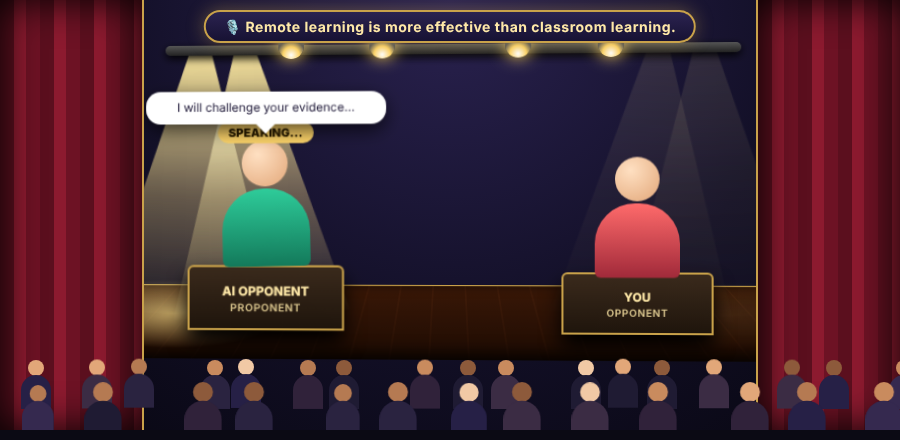 🎙️ Remote learning is more effective than classroom learning.
I will challenge your evidence...
SPEAKING...
AI OPPONENT
PROPONENT
YOU
OPPONENT